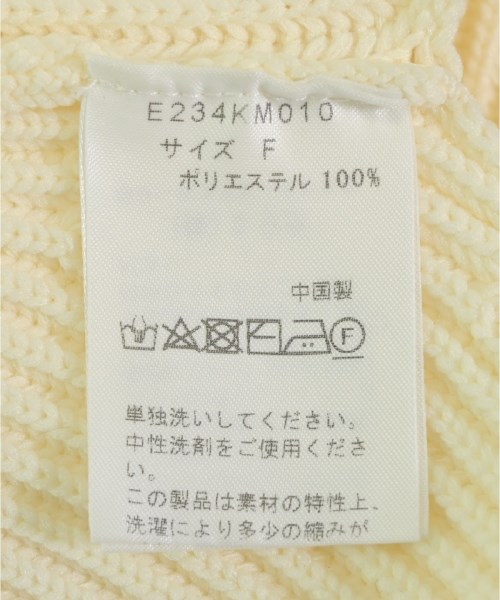 E234KM010
サイズ F
ポリエステル 100%
中国製
F
単独洗いしてください。
中性洗剤をご使用くださ
い。
この製品は素材の特性上、
洗濯により多少の縮みが